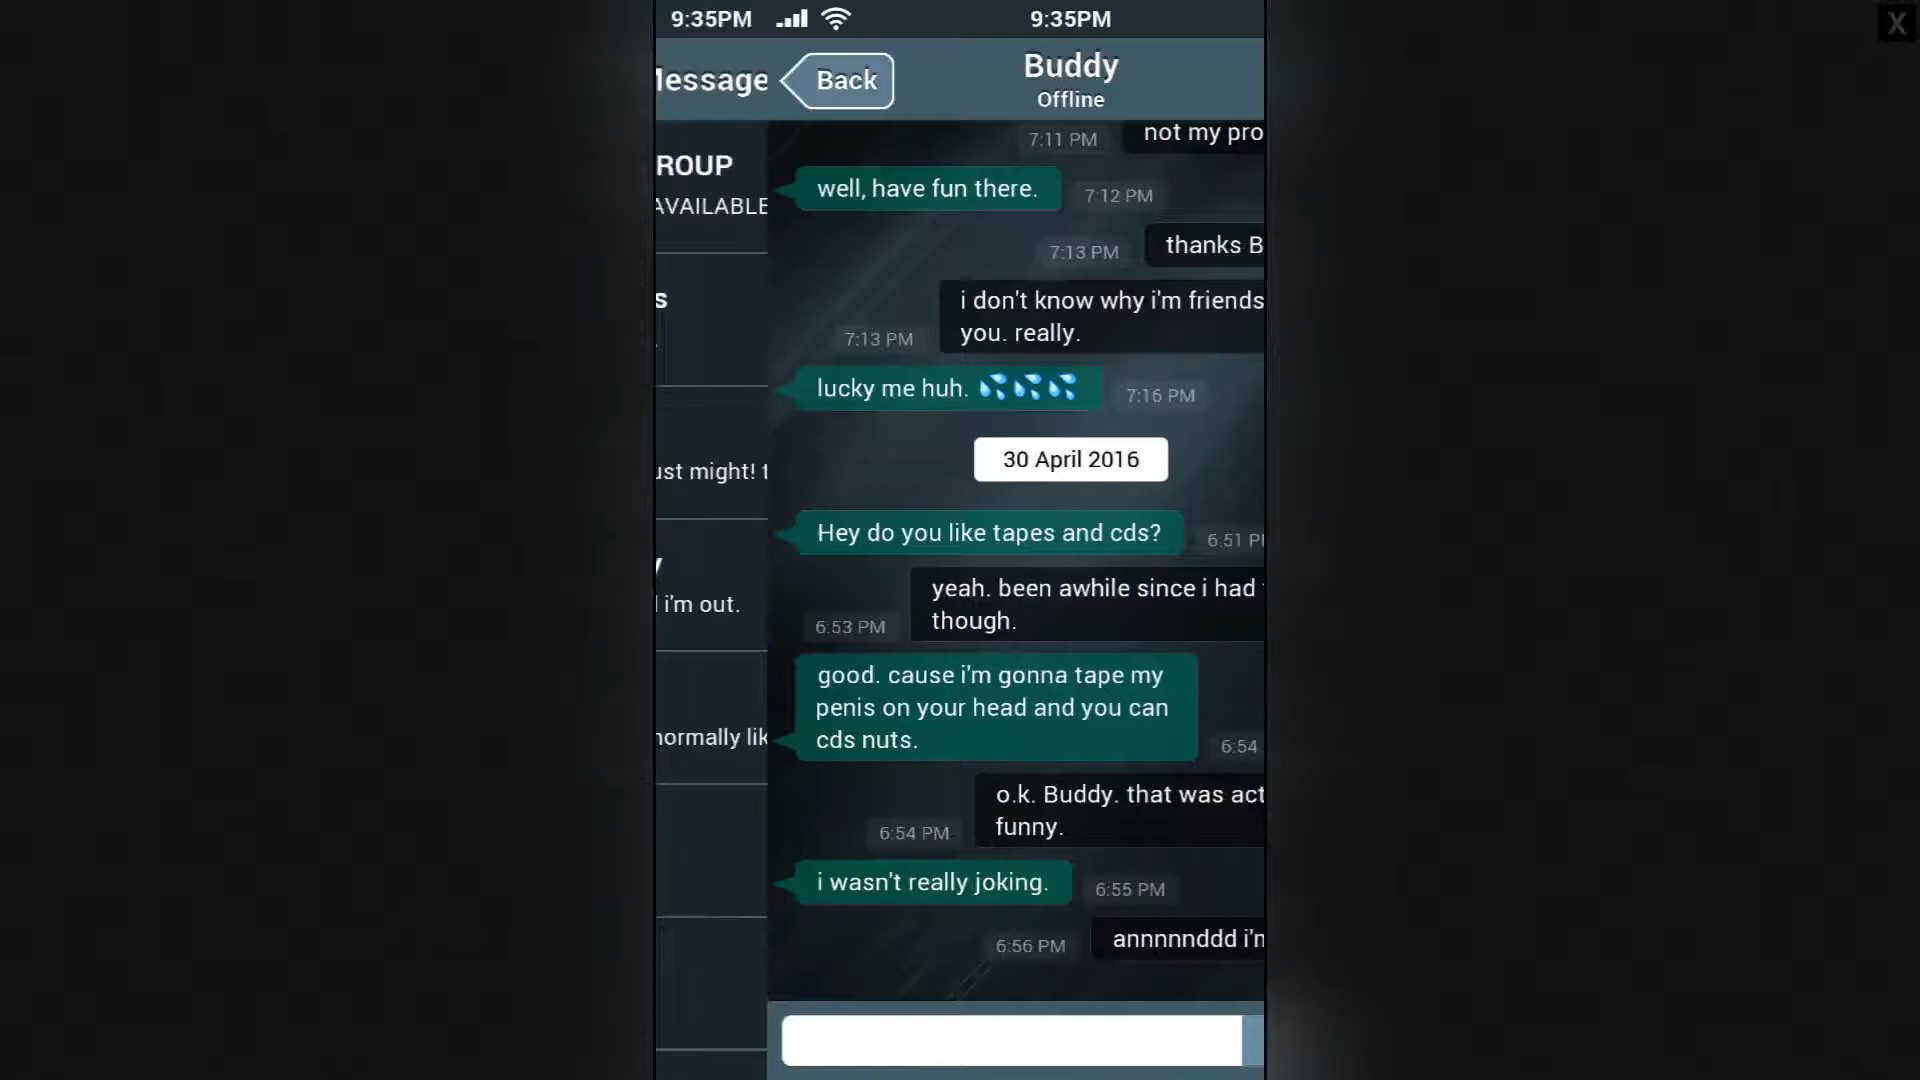 9:35PM
9:35PM
X
Message
Back
Buddy
Offline
ROUP
AVAILABLE
s
ust might! t
i'm out.
normally lik
7:11 PM
not my pro
well, have fun there.
7:12 PM
7:13 PM
thanks B
i don't know why i'm friends
you. really.
7:13 PM
lucky me huh. 💦💦💦
7:16 PM
30 April 2016
Hey do you like tapes and cds?
6:51 PM
yeah. been awhile since i had
though.
6:53 PM
good. cause i'm gonna tape my
penis on your head and you can
cds nuts.
6:54
o.k. Buddy. that was act
funny.
6:54 PM
i wasn't really joking.
6:55 PM
6:56 PM
annnnnddd i'm